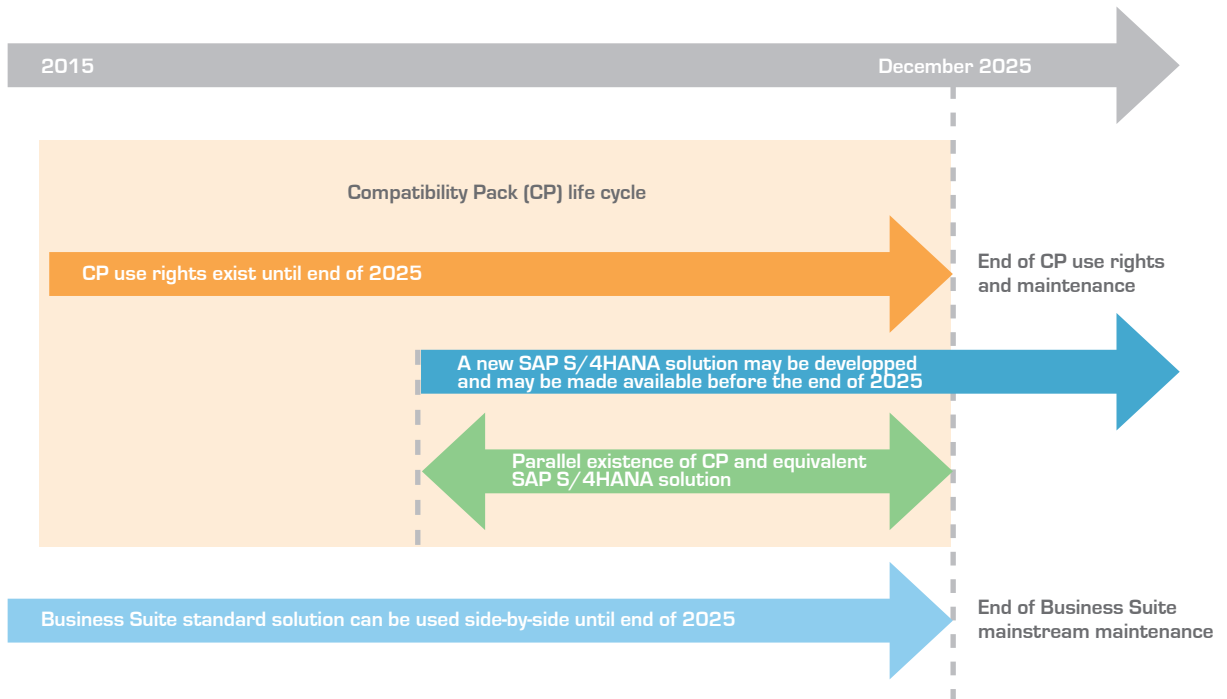 2015
December 2025
Compatibility Pack (CP) life cycle
CP use rights exist until end of 2025
End of CP use rights
and maintenance
A new SAP S/4HANA solution may be developped
and may be made available before the end of 2025
Parallel existence of CP and equivalent
SAP S/4HANA solution
Business Suite standard solution can be used side-by-side until end of 2025
End of Business Suite
mainstream maintenance